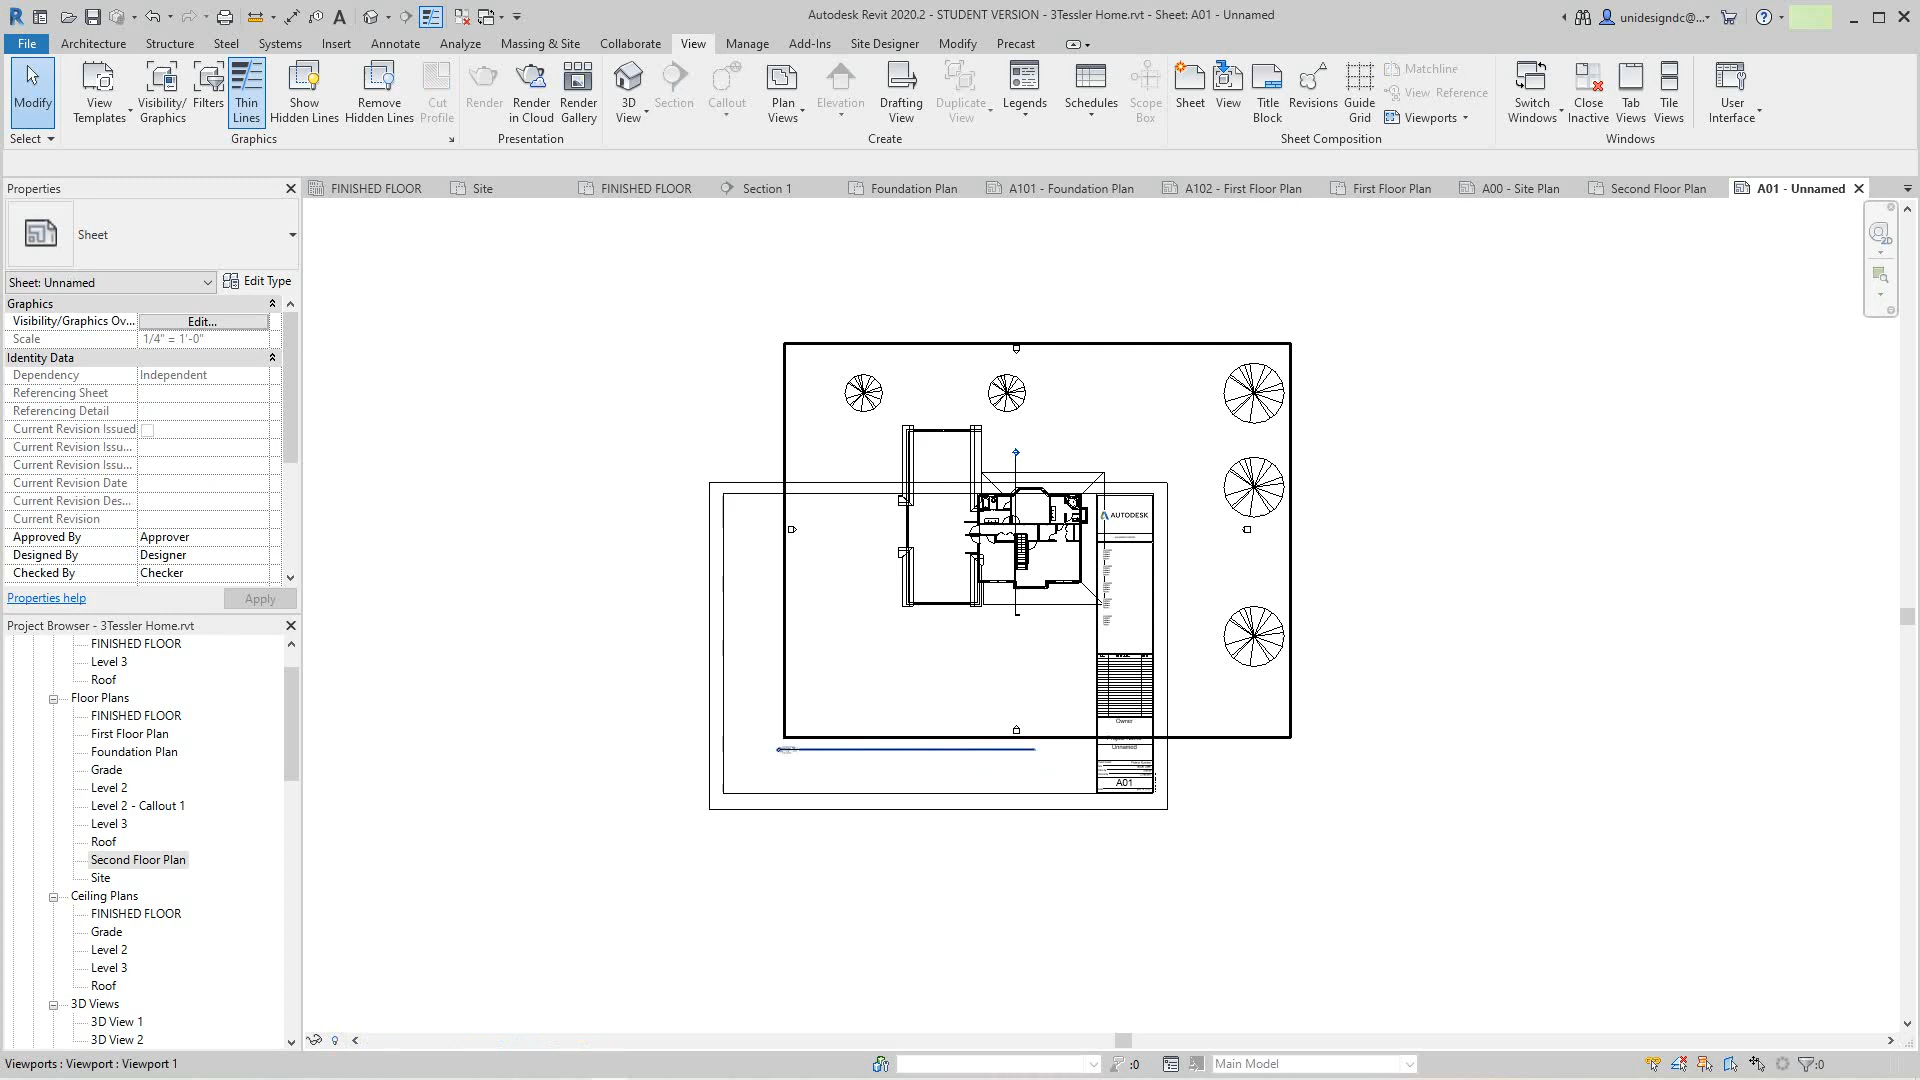 Autodesk Revit 2020.2 - STUDENT VERSION - 3Tessler Home.rvt - Sheet: A01 - Unnamed
unidesigndc@...
File Architecture Structure Steel Systems Insert Annotate Analyze Massing & Site Collaborate View Manage Add-Ins Site Designer Modify Precast
Modify
View Templates
Visibility/ Graphics
Filters
Thin Lines
Show Hidden Lines
Remove Hidden Lines
Cut Profile
Render
Render in Cloud
Render Gallery
3D View
Section
Callout
Plan Views
Elevation
Drafting View
Duplicate View
Legends
Schedules
Scope Box
Sheet
View
Title Block
Revisions
Guide Grid
Matchline
View Reference
Viewports
Switch Windows
Close Inactive
Tab Views
Tile Views
User Interface
Select
Graphics
Presentation
Create
Sheet Composition
Windows
Properties
FINISHED FLOOR
Site
FINISHED FLOOR
Section 1
Foundation Plan
A101 - Foundation Plan
A102 - First Floor Plan
First Floor Plan
A00 - Site Plan
Second Floor Plan
A01 - Unnamed
Sheet
Sheet: Unnamed
Edit Type
Graphics
Visibility/Graphics Ov... Edit...
Scale 1/4" = 1'-0"
Identity Data
Dependency Independent
Referencing Sheet
Referencing Detail
Current Revision Issued
Current Revision Issu...
Current Revision Issu...
Current Revision Date
Current Revision Des...
Current Revision
Approved By Approver
Designed By Designer
Checked By Checker
Properties help
Apply
Project Browser - 3Tessler Home.rvt
FINISHED FLOOR
Level 3
Roof
Floor Plans
FINISHED FLOOR
First Floor Plan
Foundation Plan
Grade
Level 2
Level 2 - Callout 1
Level 3
Roof
Second Floor Plan
Site
Ceiling Plans
FINISHED FLOOR
Grade
Level 2
Level 3
Roof
3D Views
3D View 1
3D View 2
2D
AUTODESK
Owner
Unnamed
A01
Viewports : Viewport : Viewport 1
:0
Main Model
:0